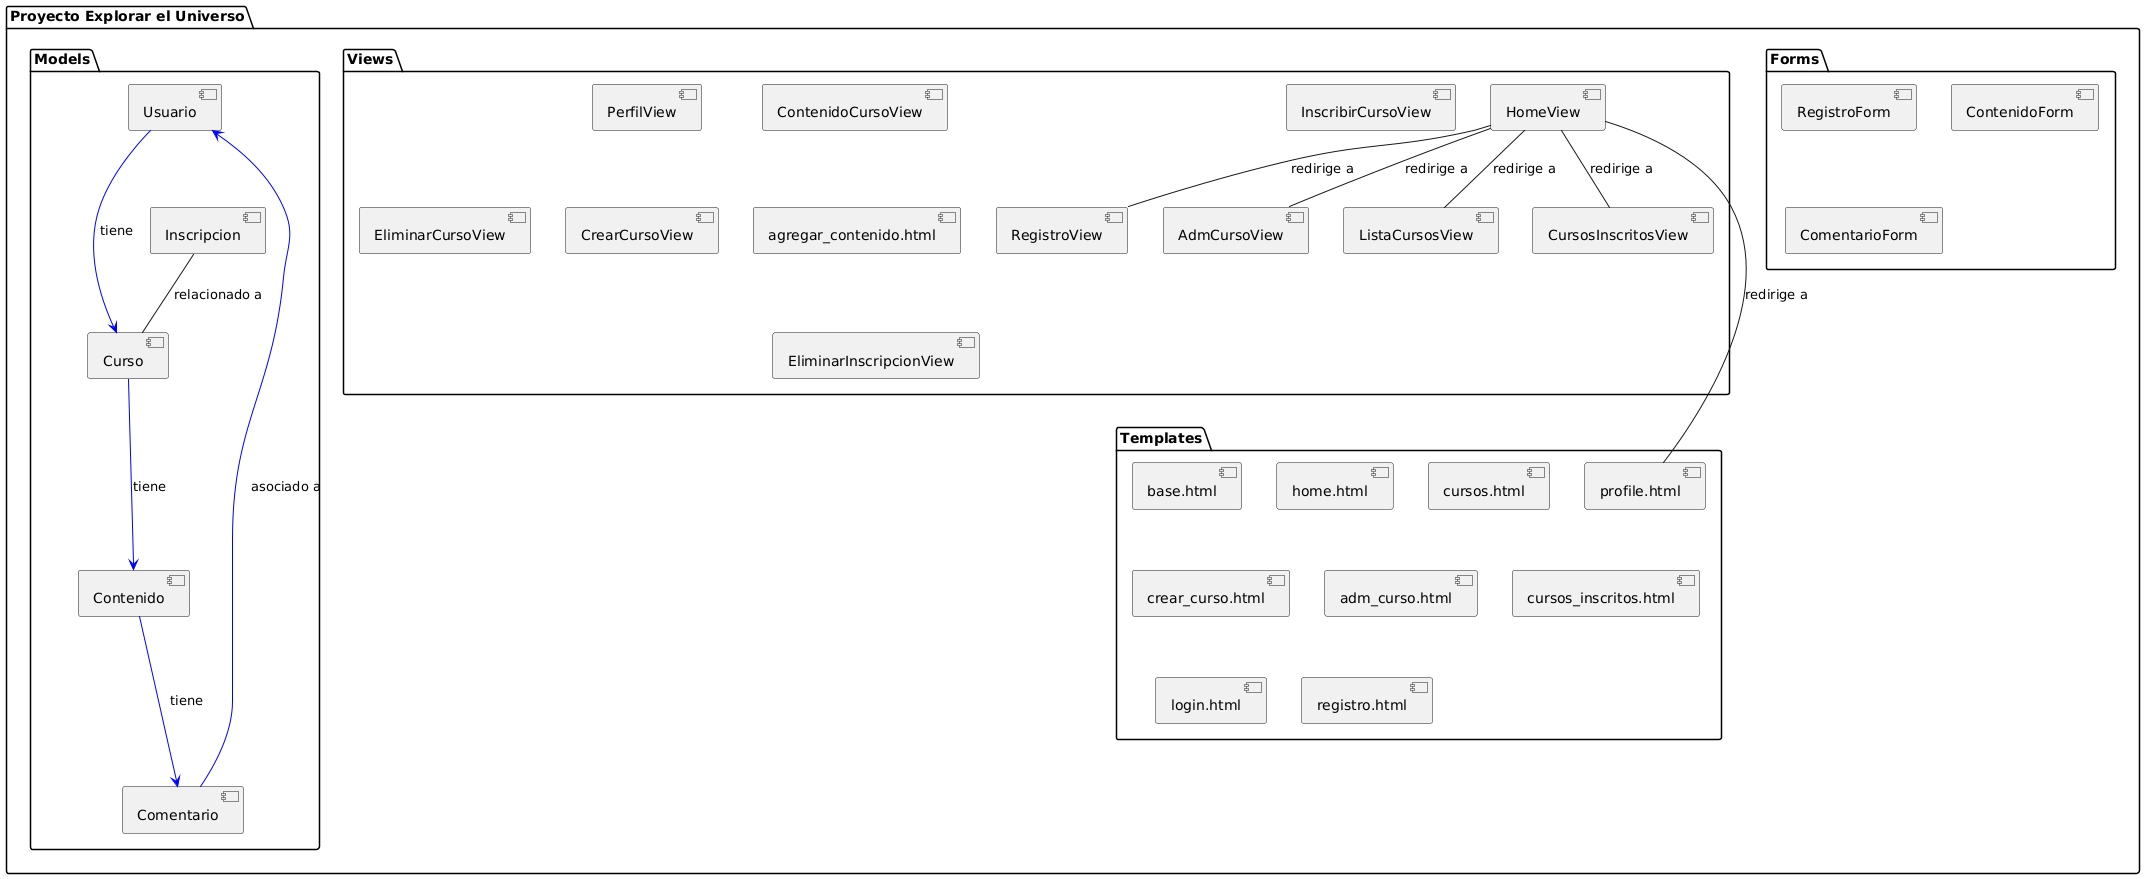 Proyecto Explorar el Universo
Models
Usuario
tiene
Inscripcion
relacionado a
Curso
tiene
asociado a
Contenido
tiene
Comentario
Views
PerfilView
ContenidoCursoView
InscribirCursoView
HomeView
redirige a
redirige a
redirige a
redirige a
EliminarCursoView
CrearCursoView
agregar_contenido.html
RegistroView
AdmCursoView
ListaCursosView
CursosInscritosView
redirige a
EliminarInscripcionView
Forms
RegistroForm
ContenidoForm
ComentarioForm
Templates
base.html
home.html
cursos.html
profile.html
crear_curso.html
adm_curso.html
cursos_inscritos.html
login.html
registro.html